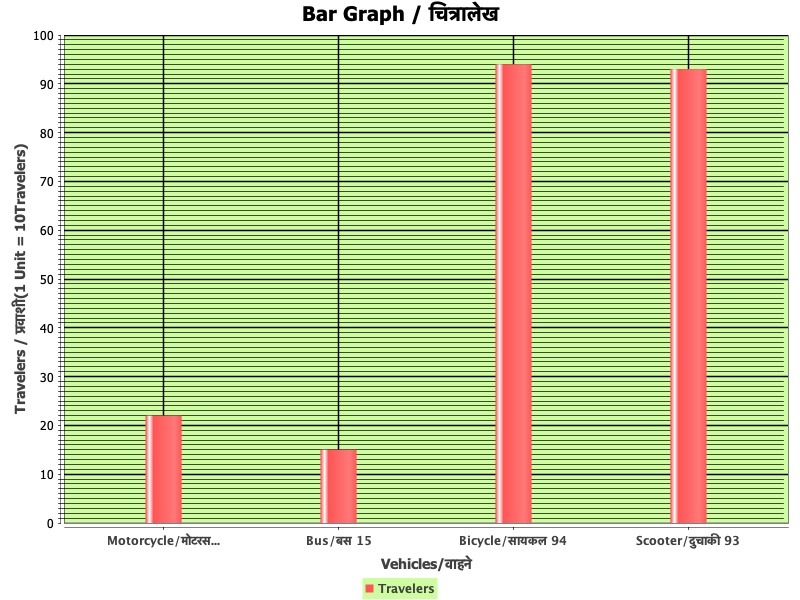 Bar Graph / चित्रालेख
Travelers / प्रवाशी(1 Unit = 10Travelers)
100
90
80
70
60
50
40
30
20
10
0
Motorcycle/मोटरस... Bus/बस 15 Bicycle/सायकल 94 Scooter/दुचाकी 93
Vehicles/वाहने
Travelers